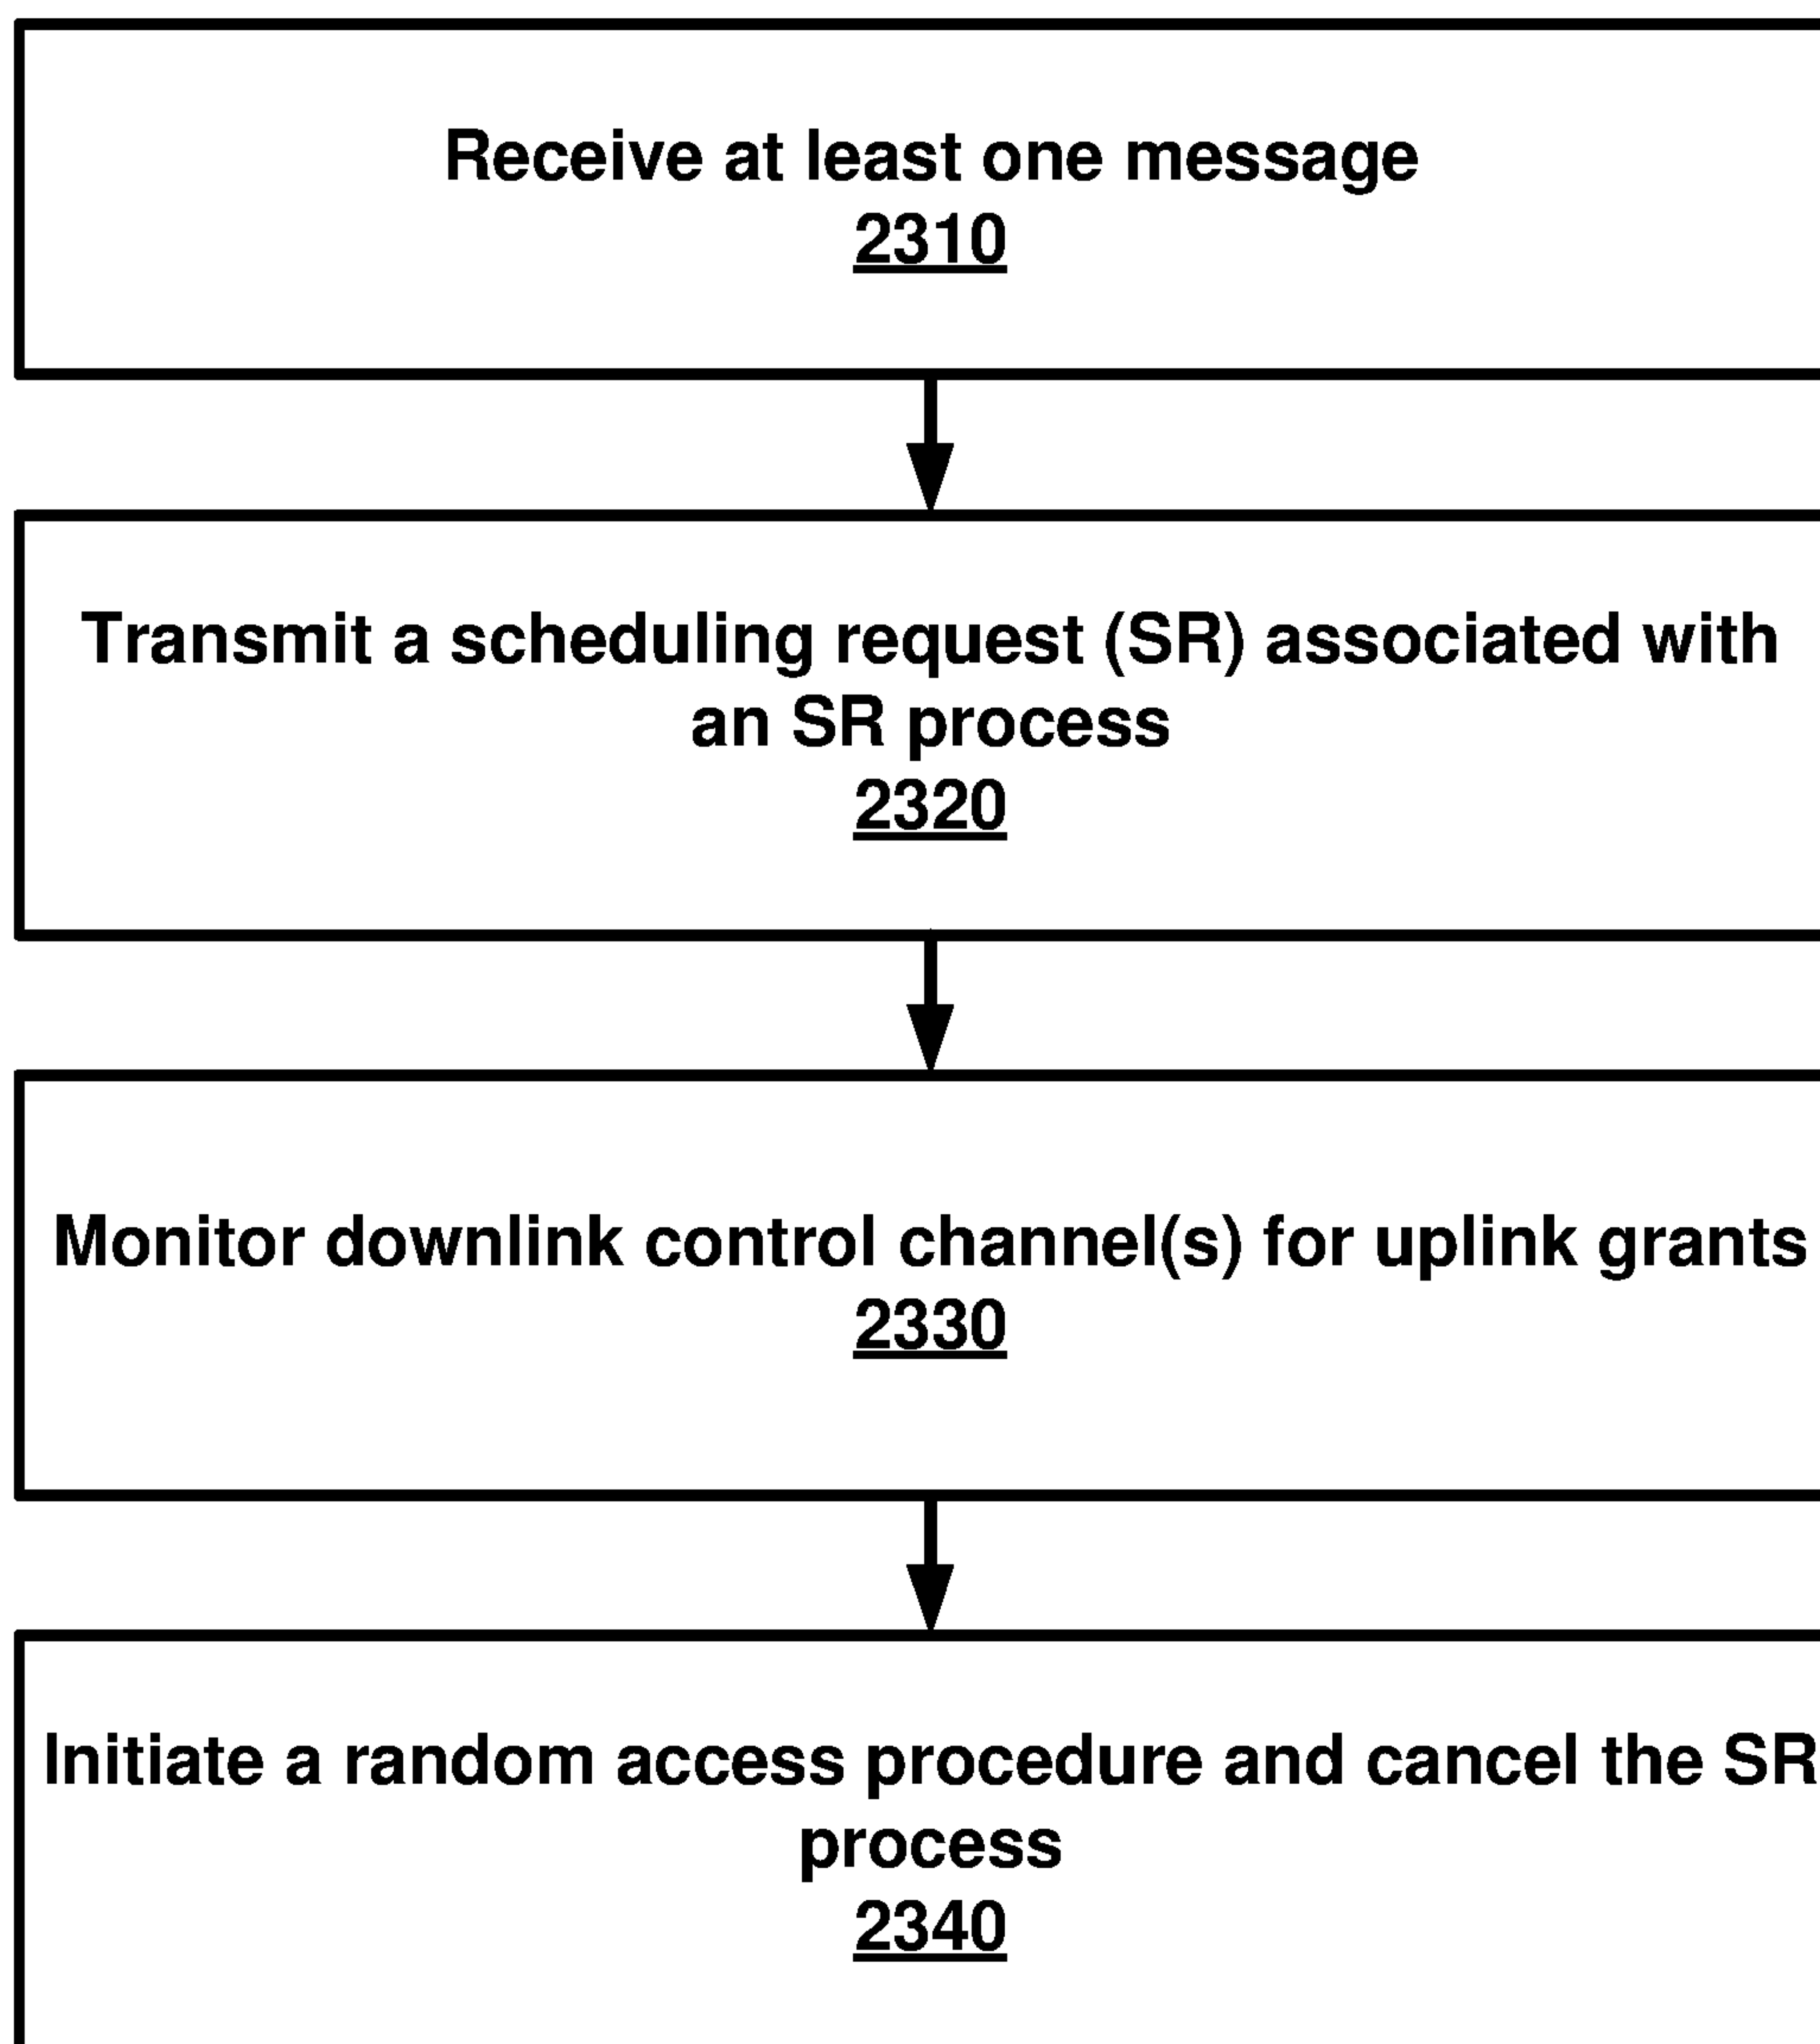 Receive at least one message
2310
Transmit a scheduling request (SR) associated with
an SR process
2320
Monitor downlink control channel(s) for uplink grants
2330
Initiate a random access procedure and cancel the SR
process
2340